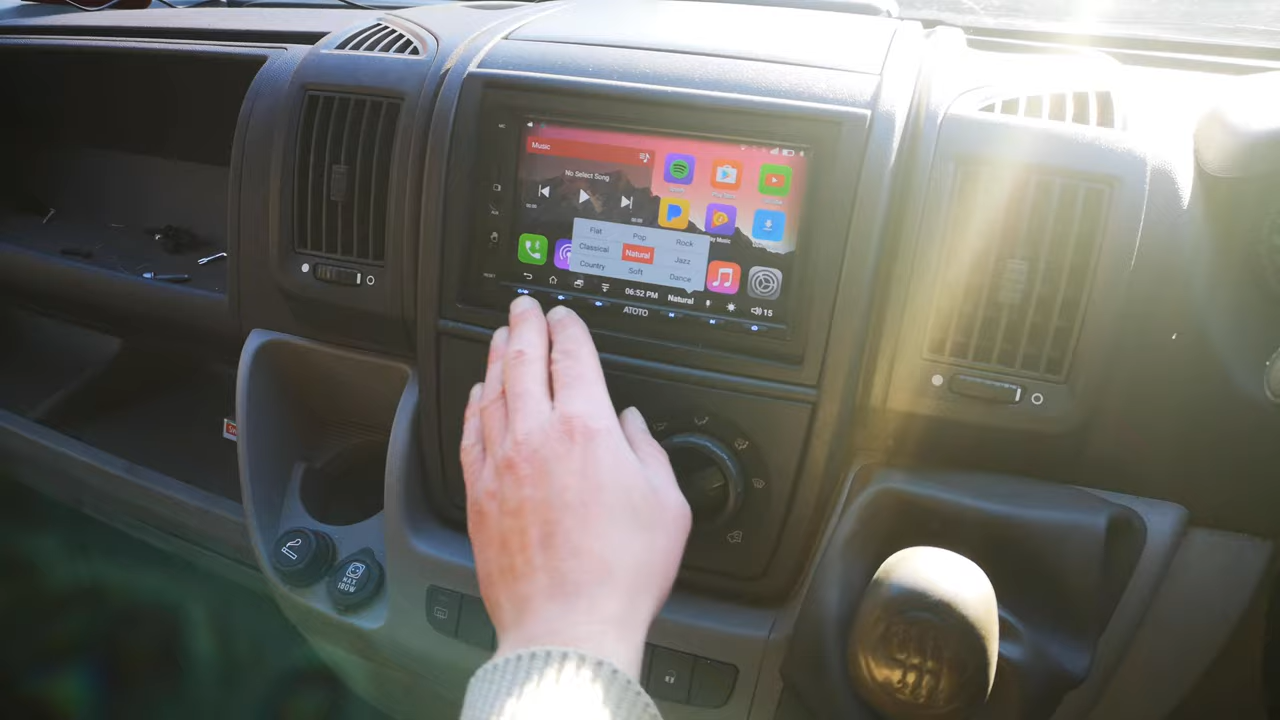 Music
No Select Song
Flat
Pop
Rock
Classical
Natural
Jazz
Country
Soft
Dance
06:52 PM
Natural
15
ATOTO
MAX
180W